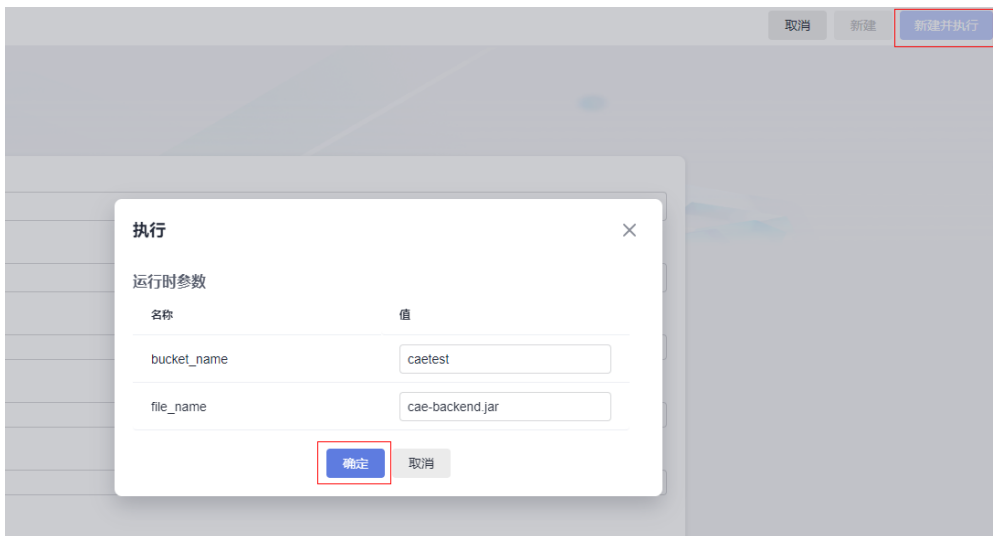 取消 新建 新建并执行
执行
运行时参数
名称 值
bucket_name caetest
file_name cae-backend.jar
确定 取消